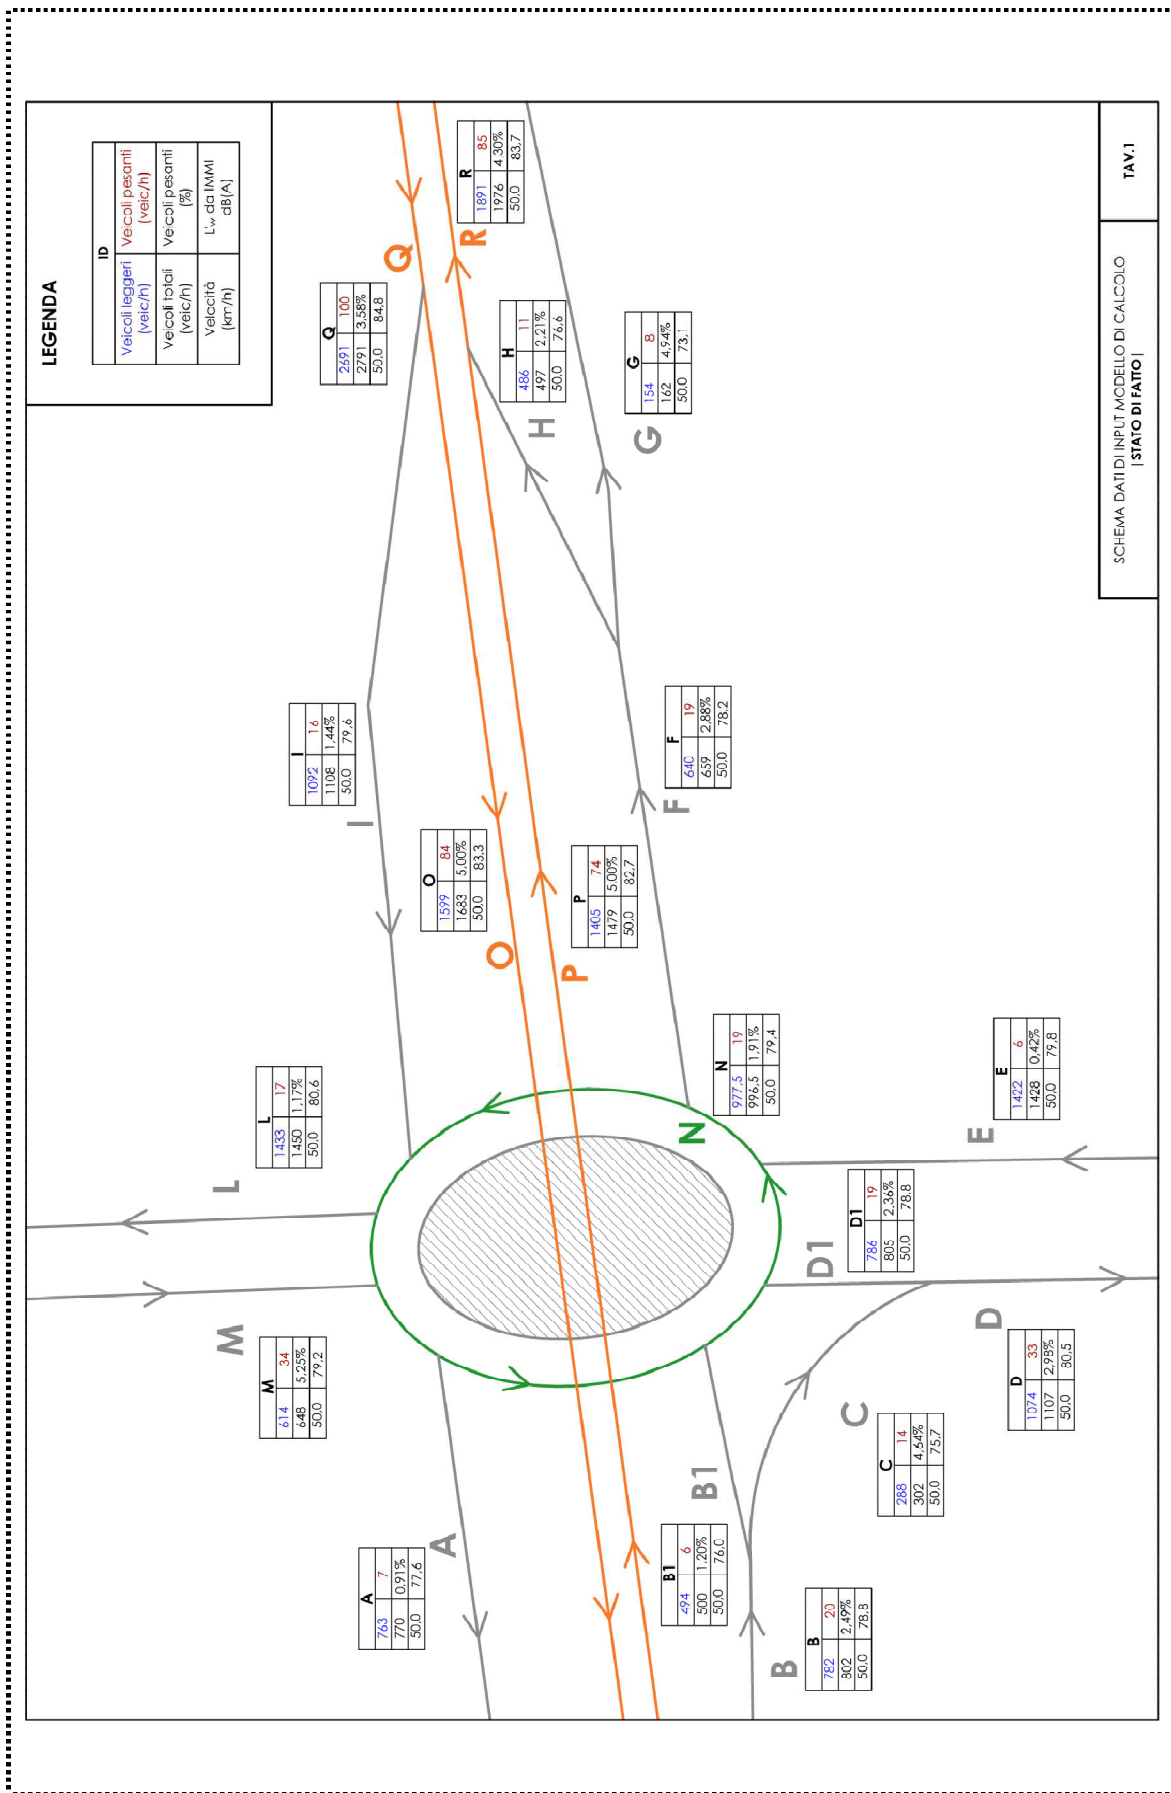 LEGENDA
ID
Veicoli leggeri (veic/h) Veicoli pesanti (veic/h)
Veicoli totali (veic/h) Veicoli pesanti (%)
Velocità (km/h) L'w da IMMI dB(A)
L
1433 17
1450 1,17%
50,0 80,6
L
I
1092 16
1108 1,44%
50,0 79,6
I
Q
2691 100
2791 3,58%
50,0 84,8
Q
R
1891 85
1976 4,30%
50,0 83,7
R
M
M
614 34
648 5,25%
50,0 79,2
O
1599 84
1683 5,00%
50,0 83,3
O
H
486 11
497 2,21%
50,0 76,6
H
A
763 7
770 0,91%
50,0 77,6
A
P
1405 74
1479 5,00%
50,0 82,7
P
G
154 8
162 4,94%
50,0 73,1
G
F
640 19
659 2,88%
50,0 78,2
F
N
977,5 19
996,5 1,91%
50,0 79,4
N
B1
B1
494 6
500 1,20%
50,0 76,0
B
B
782 20
802 2,49%
50,0 78,8
D1
D1
786 19
805 2,36%
50,0 78,8
C
C
288 14
302 4,64%
50,0 75,7
E
E
1422 6
1428 0,42%
50,0 79,8
D
D
1074 33
1107 2,98%
50,0 80,5
SCHEMA DATI DI INPUT MODELLO DI CALCOLO
| STATO DI FATTO |
TAV.1